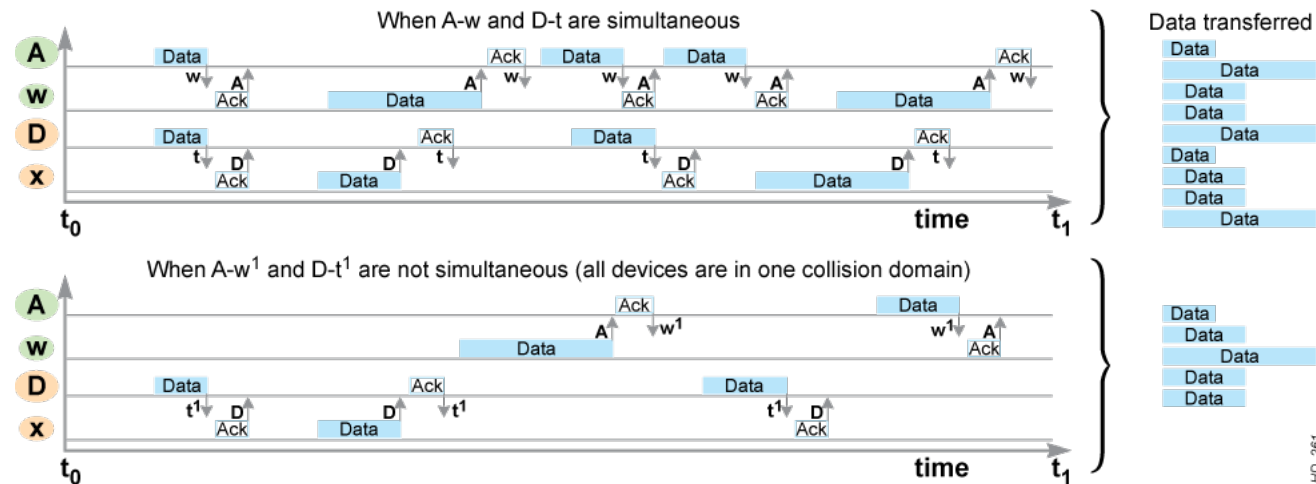 When A-w and D-t are simultaneous
Data transferred
A Data Ack Data Data Ack
w w w w w
A A A A A
w Ack Data Ack Ack Data
D Data Ack Data Ack
t t t t
D D D D
x Ack Data Ack Data
t0 time t1
Data
Data
Data
Data
Data
Data
Data
Data
Data
When A-w1 and D-t1 are not simultaneous (all devices are in one collision domain)
A Ack Data
A w1 w1 A
w Data Ack
D Data Ack Data
t1 D t1 t1 D
x Ack Data Ack
t0 time t1
Data
Data
Data
Data
Data